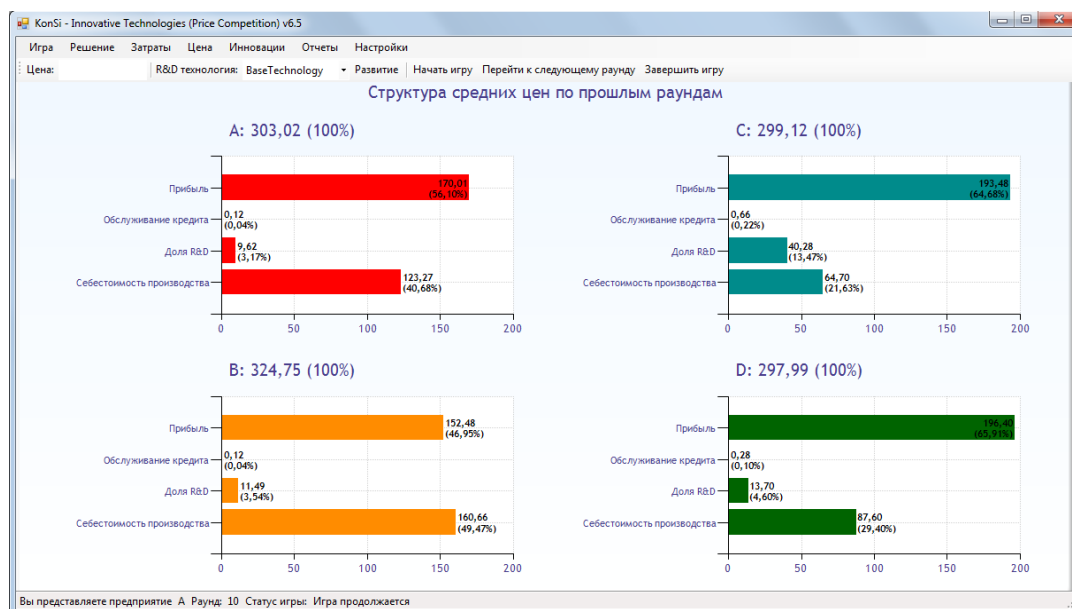 KonSi - Innovative Technologies (Price Competition) v6.5
Игра Решение Затраты Цена Инновации Отчеты Настройки
Цена: R&D технология: BaseTechnology Развитие Начать игру Перейти к следующему раунду Завершить игру
Структура средних цен по прошлым раундам
A: 303,02 (100%)
Прибыль
170,01
(56,10%)
Обслуживание кредита
0,12
(0,04%)
Доля R&D
9,62
(3,17%)
Себестоимость производства
123,27
(40,68%)
0 50 100 150 200
C: 299,12 (100%)
Прибыль
193,48
(64,68%)
Обслуживание кредита
0,66
(0,22%)
Доля R&D
40,28
(13,47%)
Себестоимость производства
64,70
(21,63%)
0 50 100 150 200
B: 324,75 (100%)
Прибыль
152,48
(46,95%)
Обслуживание кредита
0,12
(0,04%)
Доля R&D
11,49
(3,54%)
Себестоимость производства
160,66
(49,47%)
0 50 100 150 200
D: 297,99 (100%)
Прибыль
196,40
(65,91%)
Обслуживание кредита
0,28
(0,10%)
Доля R&D
13,70
(4,60%)
Себестоимость производства
87,60
(29,40%)
0 50 100 150 200
Вы представляете предприятие A Раунд: 10 Статус игры: Игра продолжается